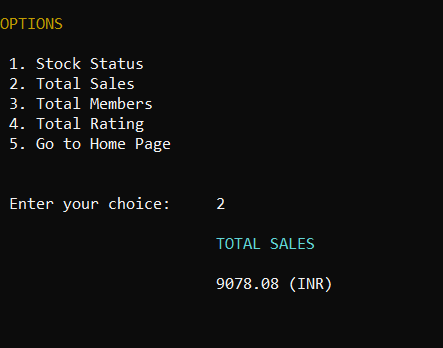 OPTIONS
1. Stock Status
2. Total Sales
3. Total Members
4. Total Rating
5. Go to Home Page
Enter your choice: 2
TOTAL SALES
9078.08 (INR)